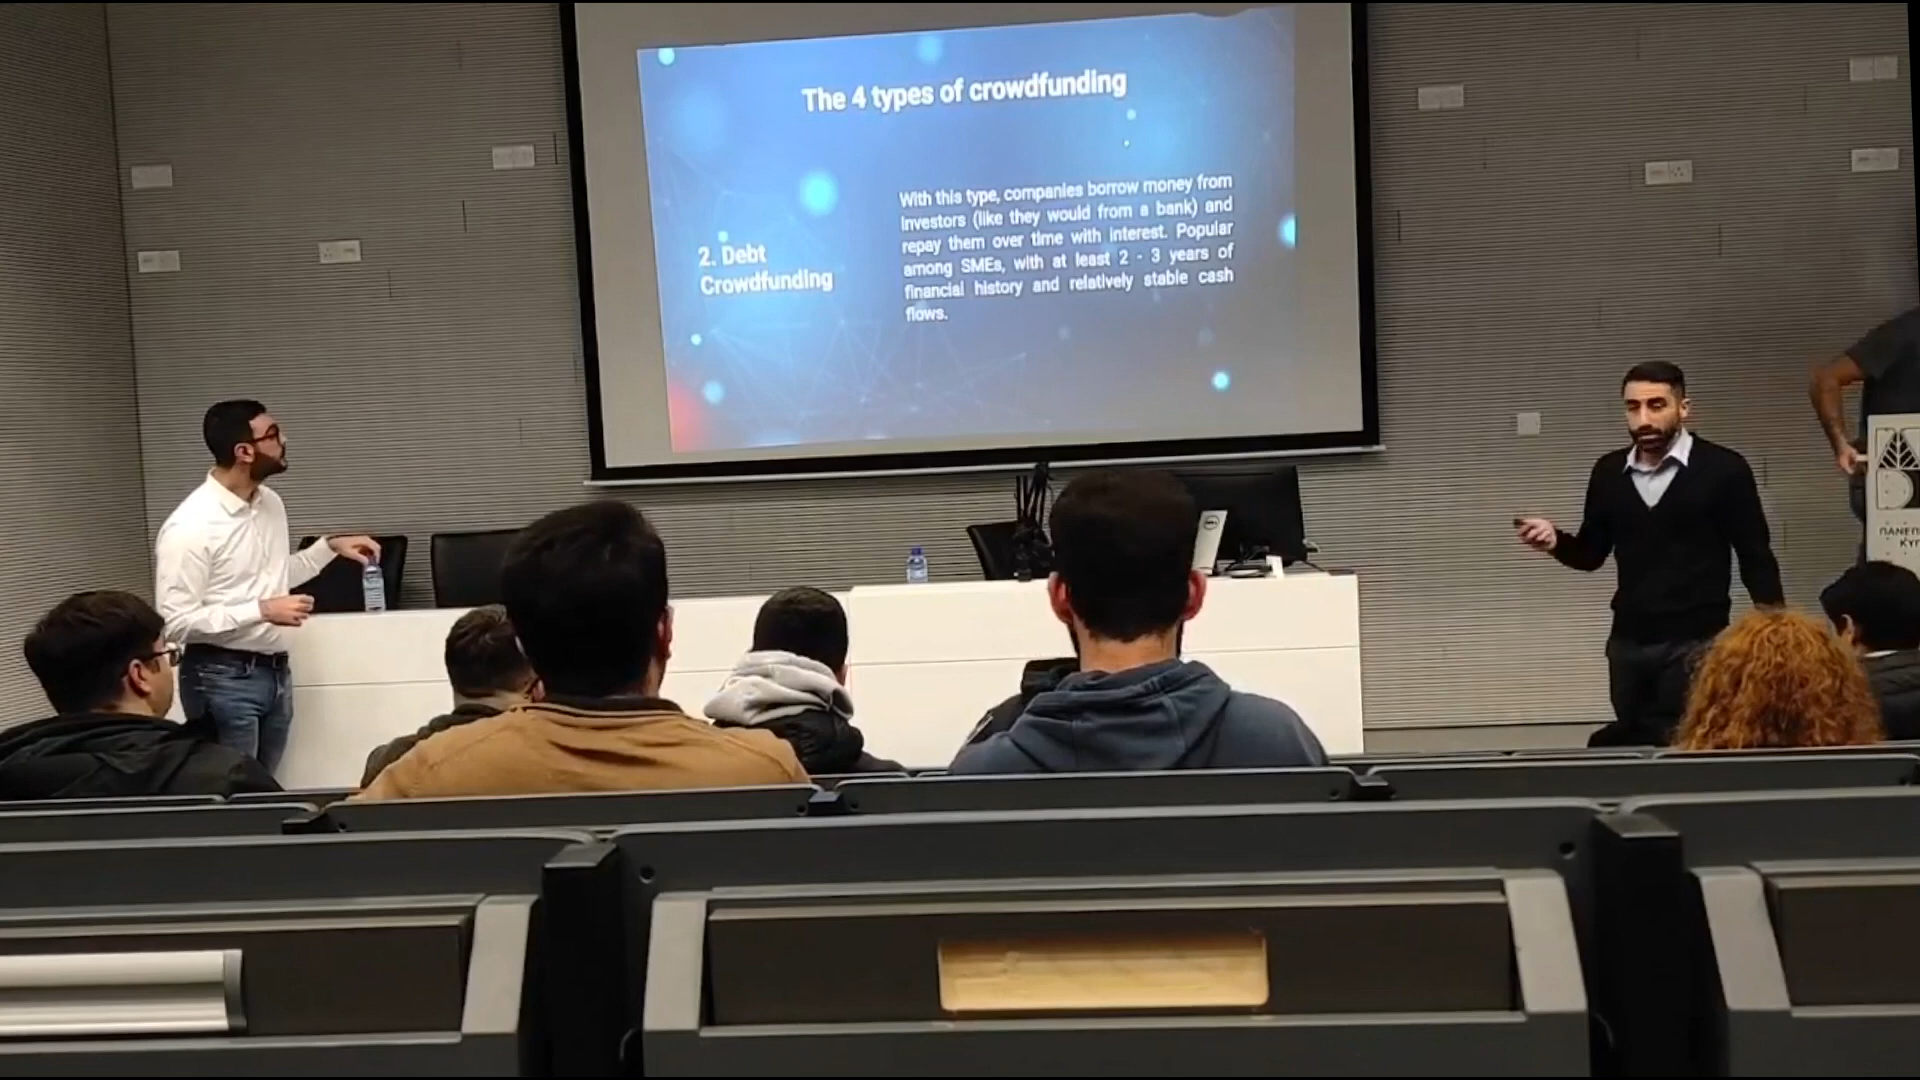 The 4 types of crowdfunding
2. Debt
Crowdfunding
With this type, companies borrow money from
investors (like they would from a bank) and
repay them over time with interest. Popular
among SMEs, with at least 2 - 3 years of
financial history and relatively stable cash
flows.
DELL